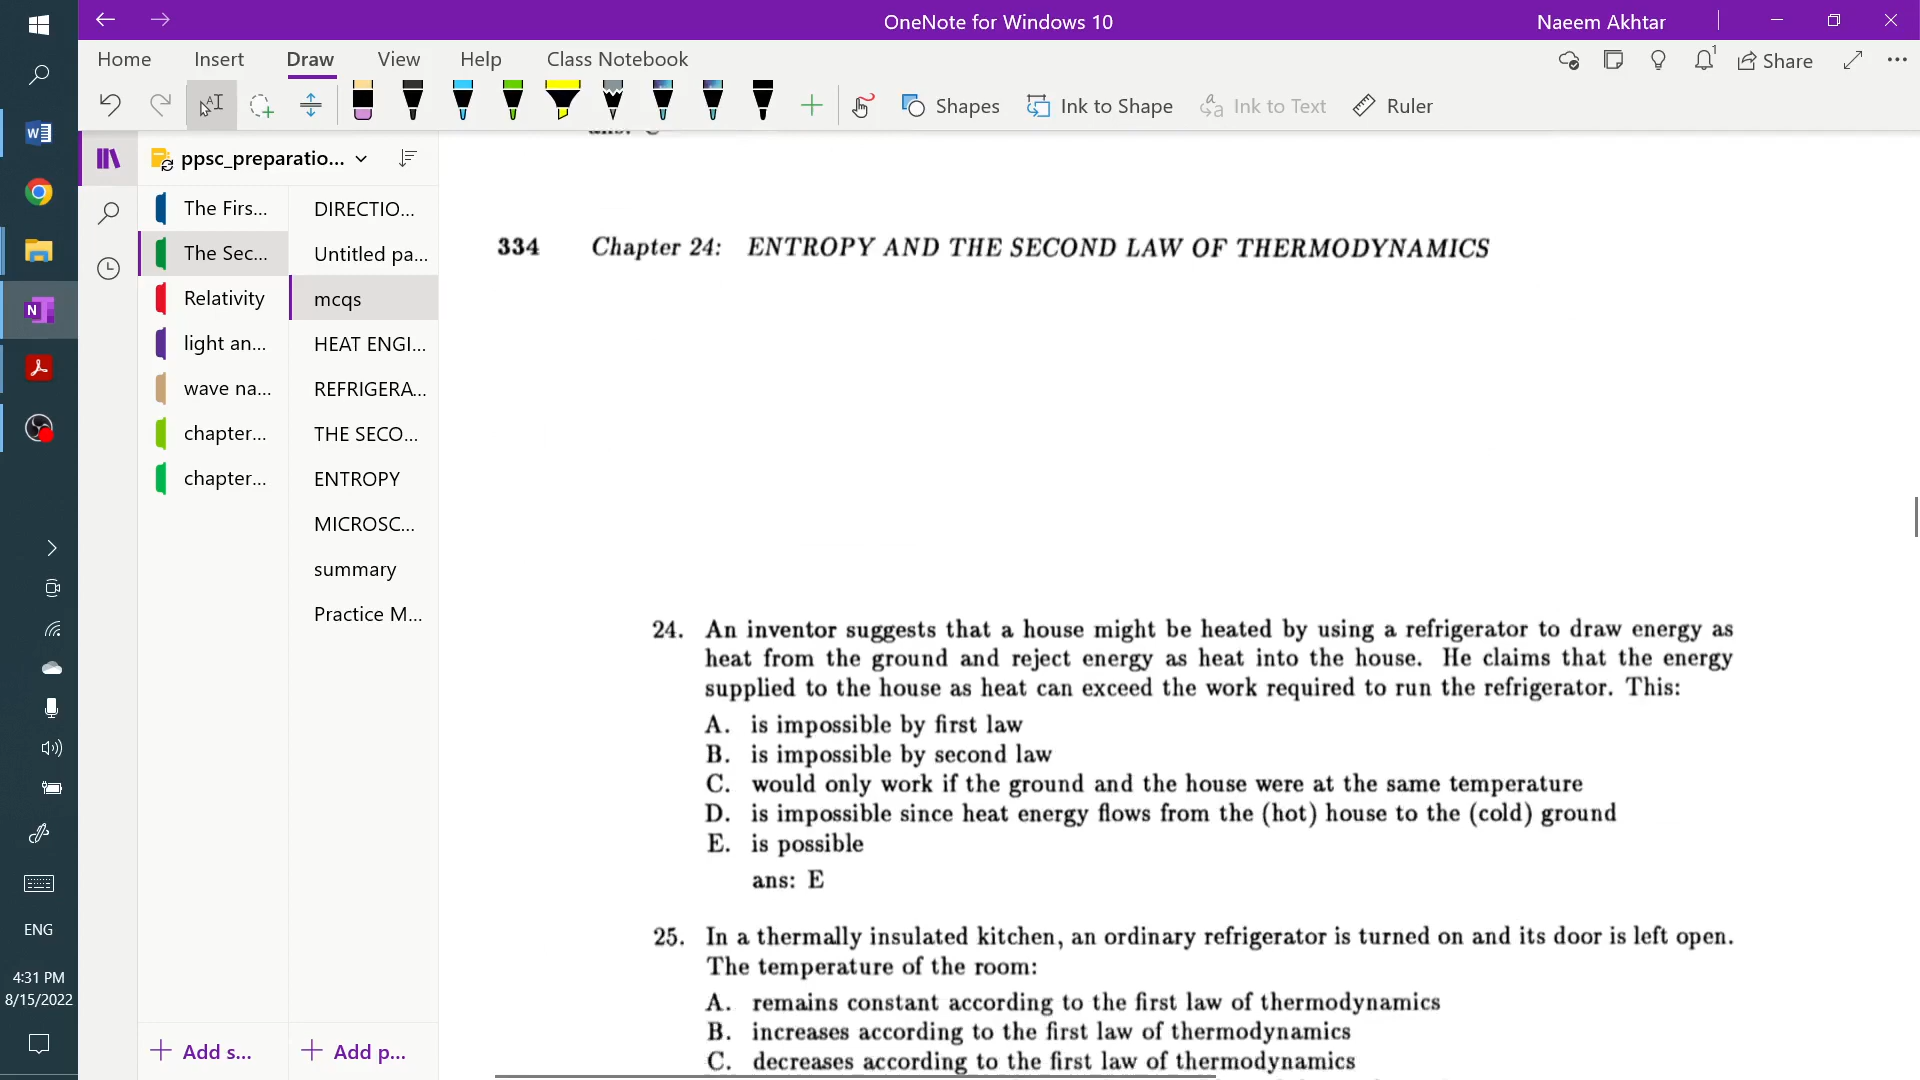 OneNote for Windows 10
Naeem Akhtar
Home Insert Draw View Help Class Notebook
1
Share
Shapes Ink to Shape Ink to Text Ruler
ppsc_preparatio...
The Firs...
The Sec...
Relativity
light an...
wave na...
chapter...
chapter...
DIRECTIO...
Untitled pa...
mcqs
HEAT ENGI...
REFRIGERA...
THE SECO...
ENTROPY
MICROSC...
summary
Practice M...
Add s...
Add p...
334 Chapter 24: ENTROPY AND THE SECOND LAW OF THERMODYNAMICS
24. An inventor suggests that a house might be heated by using a refrigerator to draw energy as
heat from the ground and reject energy as heat into the house. He claims that the energy
supplied to the house as heat can exceed the work required to run the refrigerator. This:
A. is impossible by first law
B. is impossible by second law
C. would only work if the ground and the house were at the same temperature
D. is impossible since heat energy flows from the (hot) house to the (cold) ground
E. is possible
ans: E
25. In a thermally insulated kitchen, an ordinary refrigerator is turned on and its door is left open.
The temperature of the room:
A. remains constant according to the first law of thermodynamics
B. increases according to the first law of thermodynamics
C. decreases according to the first law of thermodynamics
ENG
4:31 PM
8/15/2022